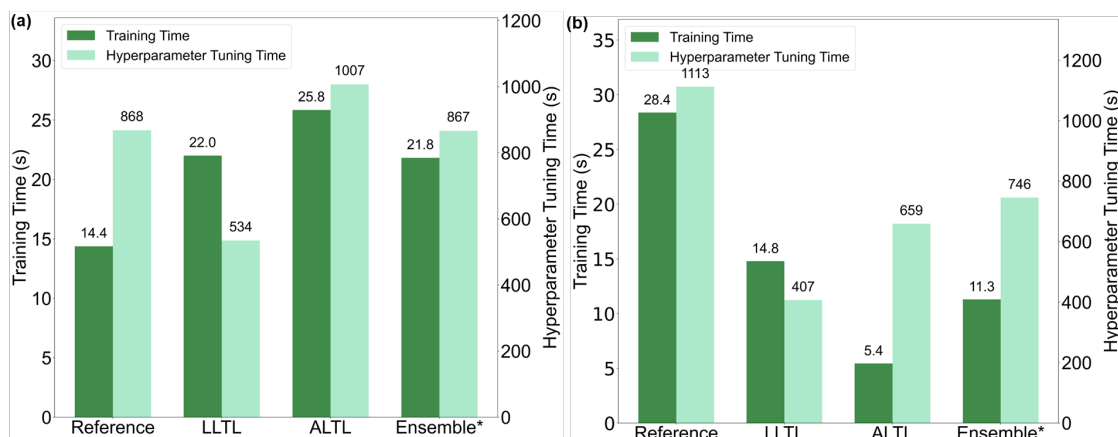 (a)
Training Time
Hyperparameter Tuning Time
Training Time (s)
0
5
10
15
20
25
30
Hyperparameter Tuning Time (s)
0
200
400
600
800
1000
1200
14.4
868
22.0
534
25.8
1007
21.8
867
Reference
LLTL
ALTL
Ensemble*
(b)
Training Time
Hyperparameter Tuning Time
Training Time (s)
0
5
10
15
20
25
30
35
Hyperparameter Tuning Time (s)
0
200
400
600
800
1000
1200
28.4
1113
14.8
407
5.4
659
11.3
746
Reference
LLTL
ALTL
Ensemble*